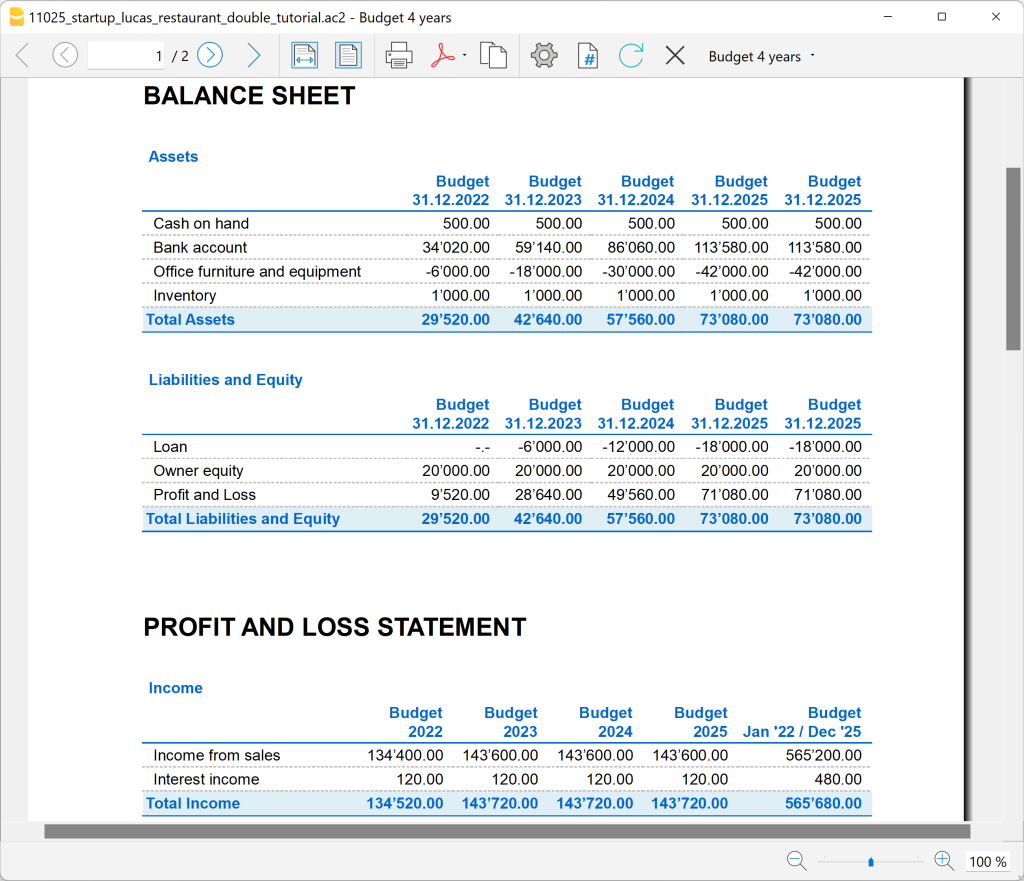 11025_startup_lucas_restaurant_double_tutorial.ac2 - Budget 4 years
1 / 2 # Budget 4 years
BALANCE SHEET
Assets
Budget Budget Budget Budget Budget
31.12.2022 31.12.2023 31.12.2024 31.12.2025 31.12.2025
Cash on hand 500.00 500.00 500.00 500.00 500.00
Bank account 34’020.00 59’140.00 86’060.00 113’580.00 113’580.00
Office furniture and equipment -6’000.00 -18’000.00 -30’000.00 -42’000.00 -42’000.00
Inventory 1’000.00 1’000.00 1’000.00 1’000.00 1’000.00
Total Assets 29’520.00 42’640.00 57’560.00 73’080.00 73’080.00
Liabilities and Equity
Budget Budget Budget Budget Budget
31.12.2022 31.12.2023 31.12.2024 31.12.2025 31.12.2025
Loan -.- -6’000.00 -12’000.00 -18’000.00 -18’000.00
Owner equity 20’000.00 20’000.00 20’000.00 20’000.00 20’000.00
Profit and Loss 9’520.00 28’640.00 49’560.00 71’080.00 71’080.00
Total Liabilities and Equity 29’520.00 42’640.00 57’560.00 73’080.00 73’080.00
PROFIT AND LOSS STATEMENT
Income
Budget Budget Budget Budget Budget
2022 2023 2024 2025 Jan '22 / Dec '25
Income from sales 134’400.00 143’600.00 143’600.00 143’600.00 565’200.00
Interest income 120.00 120.00 120.00 120.00 480.00
Total Income 134’520.00 143’720.00 143’720.00 143’720.00 565’680.00
100 %